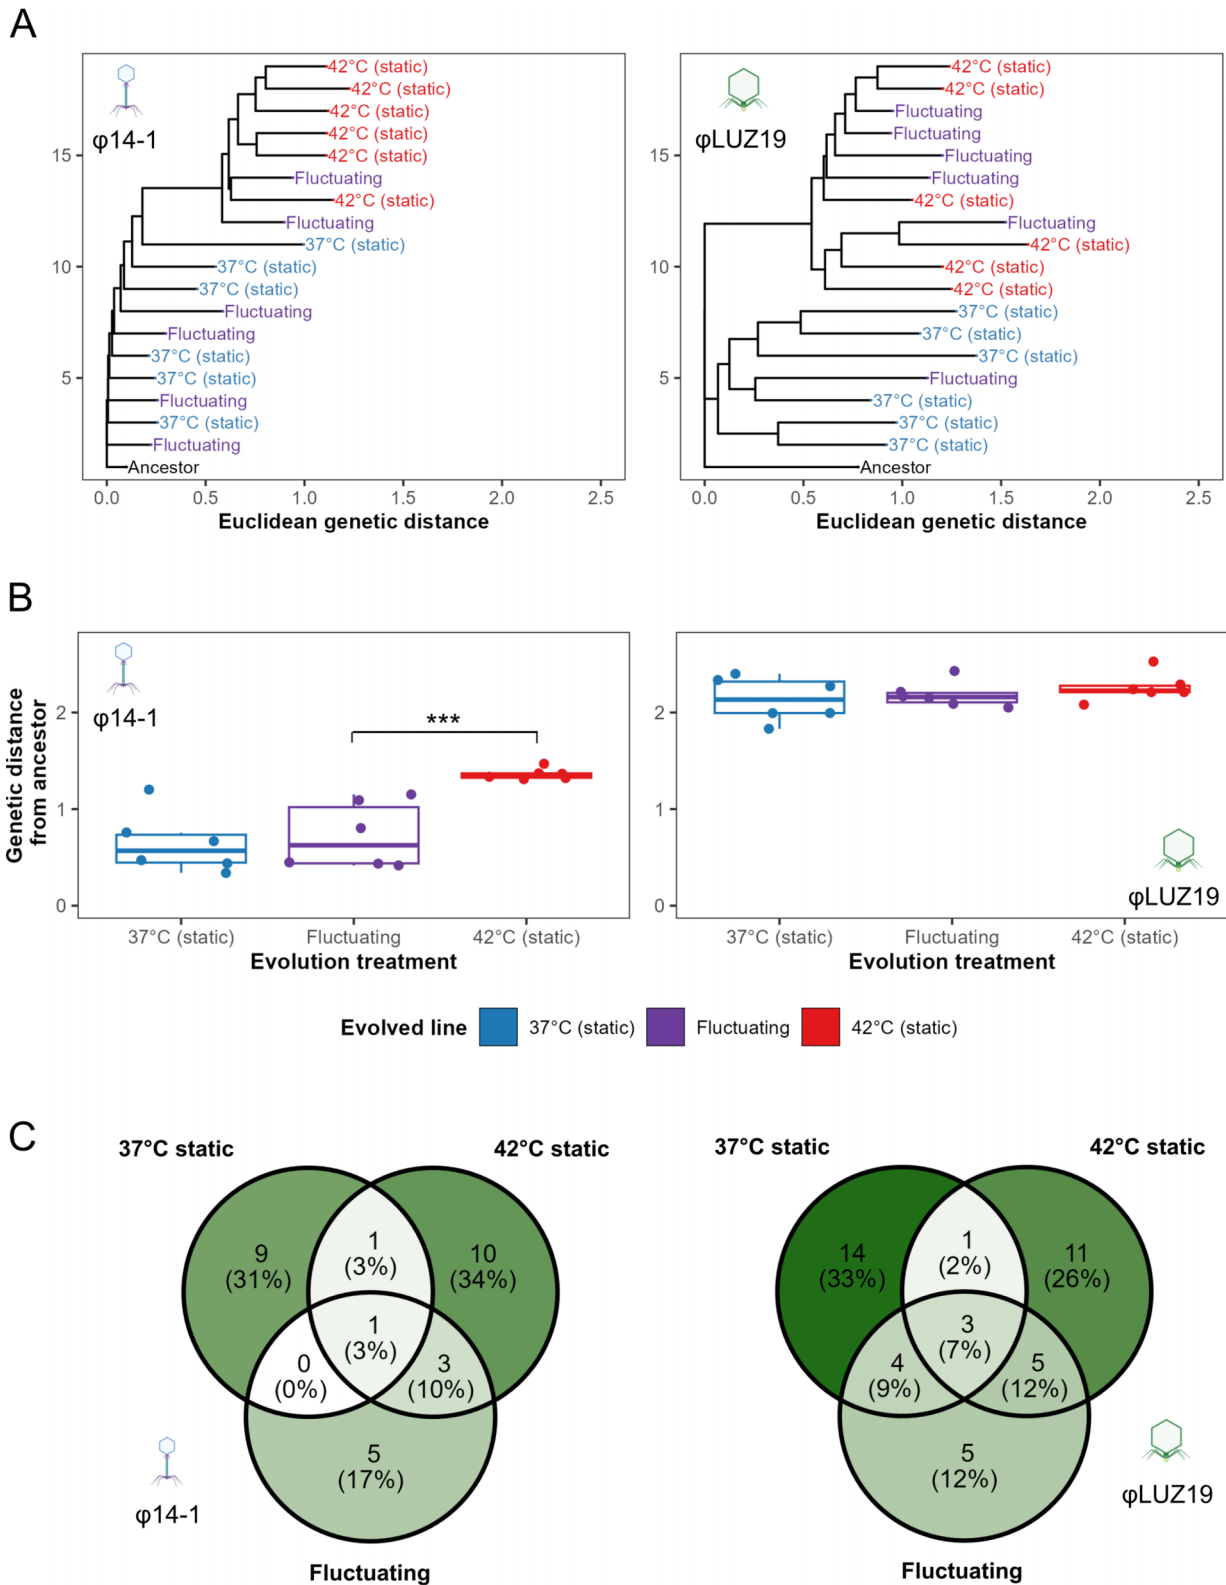 A
φ14-1
42°C (static)
42°C (static)
42°C (static)
42°C (static)
42°C (static)
Fluctuating
42°C (static)
Fluctuating
37°C (static)
37°C (static)
37°C (static)
Fluctuating
Fluctuating
37°C (static)
37°C (static)
Fluctuating
37°C (static)
Fluctuating
Ancestor
15
10
5
0.0 0.5 1.0 1.5 2.0 2.5
Euclidean genetic distance
φLUZ19
42°C (static)
42°C (static)
Fluctuating
Fluctuating
Fluctuating
Fluctuating
42°C (static)
Fluctuating
42°C (static)
42°C (static)
42°C (static)
37°C (static)
37°C (static)
37°C (static)
Fluctuating
37°C (static)
37°C (static)
37°C (static)
Ancestor
15
10
5
0.0 0.5 1.0 1.5 2.0 2.5
Euclidean genetic distance
B
Genetic distance
from ancestor
φ14-1
***
2
1
0
37°C (static) Fluctuating 42°C (static)
Evolution treatment
2
1
0
φLUZ19
37°C (static) Fluctuating 42°C (static)
Evolution treatment
Evolved line 37°C (static) Fluctuating 42°C (static)
C
37°C static 42°C static
9
(31%)
1
(3%)
10
(34%)
1
(3%)
0
(0%)
3
(10%)
5
(17%)
φ14-1
Fluctuating
37°C static 42°C static
14
(33%)
1
(2%)
11
(26%)
3
(7%)
4
(9%)
5
(12%)
5
(12%)
φLUZ19
Fluctuating